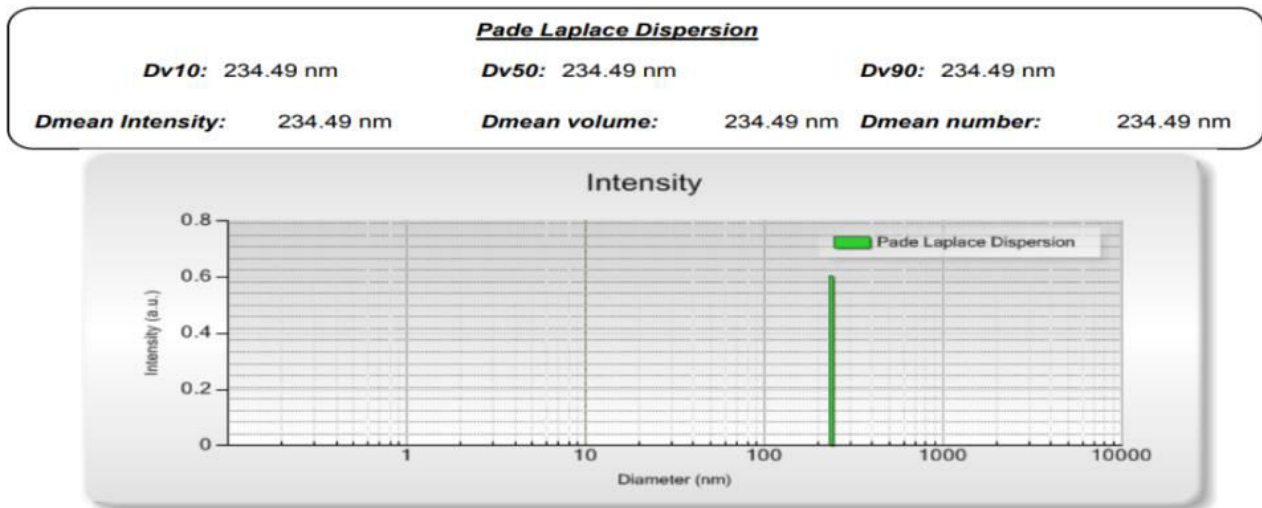 Pade Laplace Dispersion
Dv10: 234.49 nm Dv50: 234.49 nm Dv90: 234.49 nm
Dmean Intensity: 234.49 nm Dmean volume: 234.49 nm Dmean number: 234.49 nm
Intensity
0.8
Pade Laplace Dispersion
0.6
0.4
0.2
0
Intensity (a.u.)
1 10 100 1000 10000
Diameter (nm)